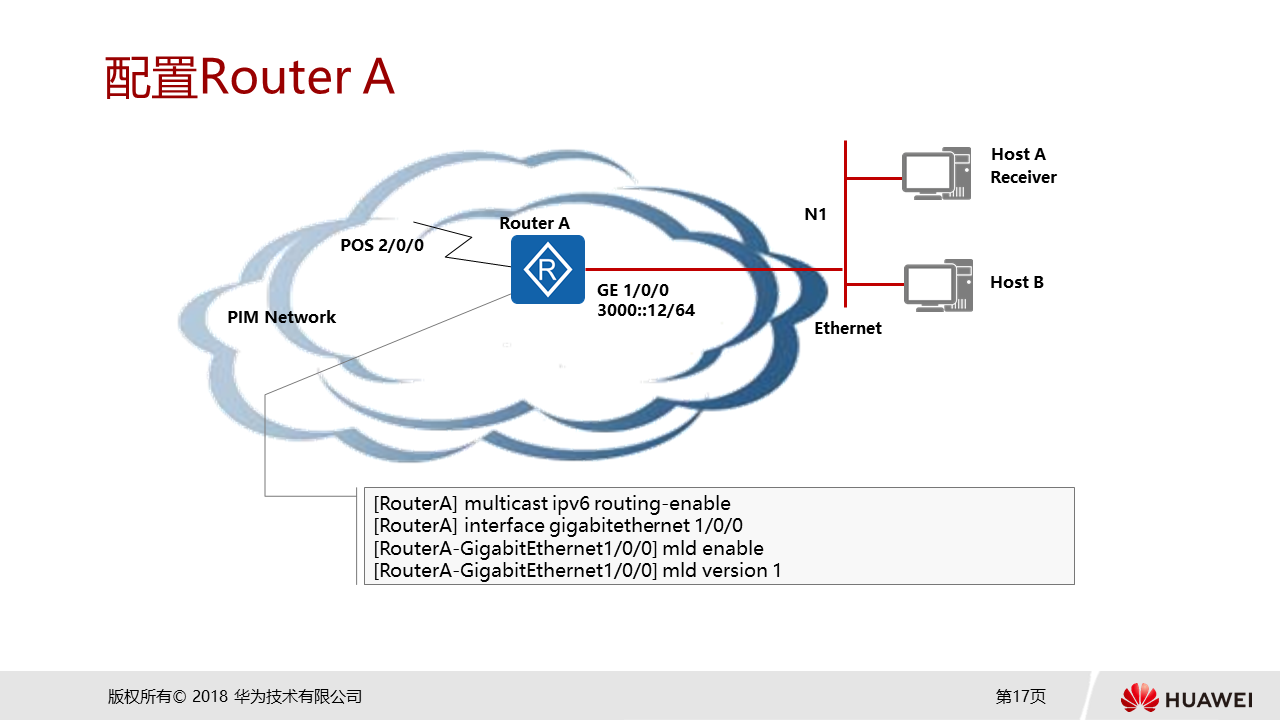 配置Router A
Host A
Receiver
N1
Router A
POS 2/0/0
R
GE 1/0/0
3000::12/64
Host B
PIM Network
Ethernet
[RouterA] multicast ipv6 routing-enable
[RouterA] interface gigabitethernet 1/0/0
[RouterA-GigabitEthernet1/0/0] mld enable
[RouterA-GigabitEthernet1/0/0] mld version 1
版权所有© 2018 华为技术有限公司
第17页
HUAWEI